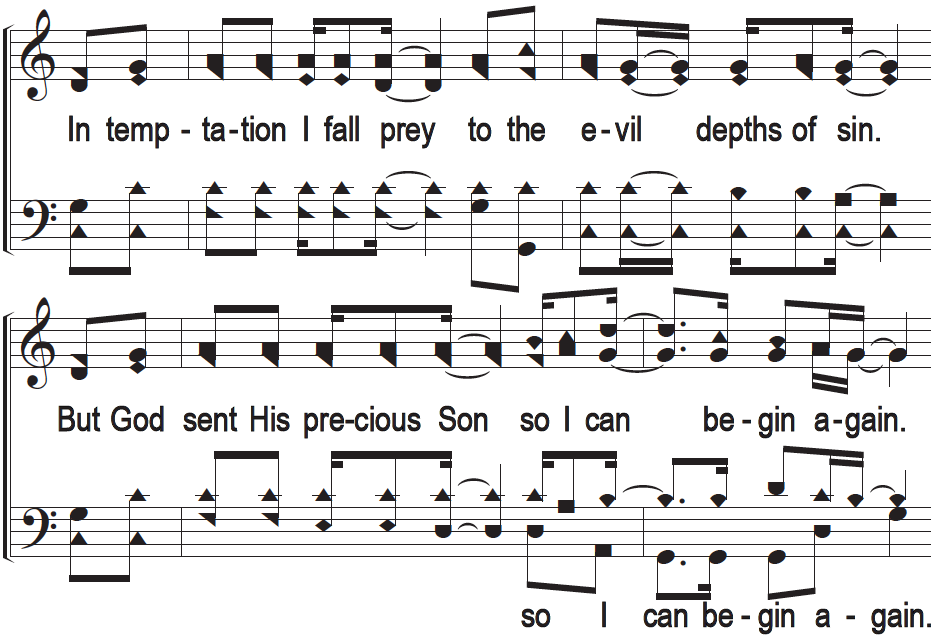 In temp - ta - tion I fall prey to the e - vil depths of sin.
But God sent His pre-cious Son so I can be - gin a-gain.
so I can be - gin a - gain.